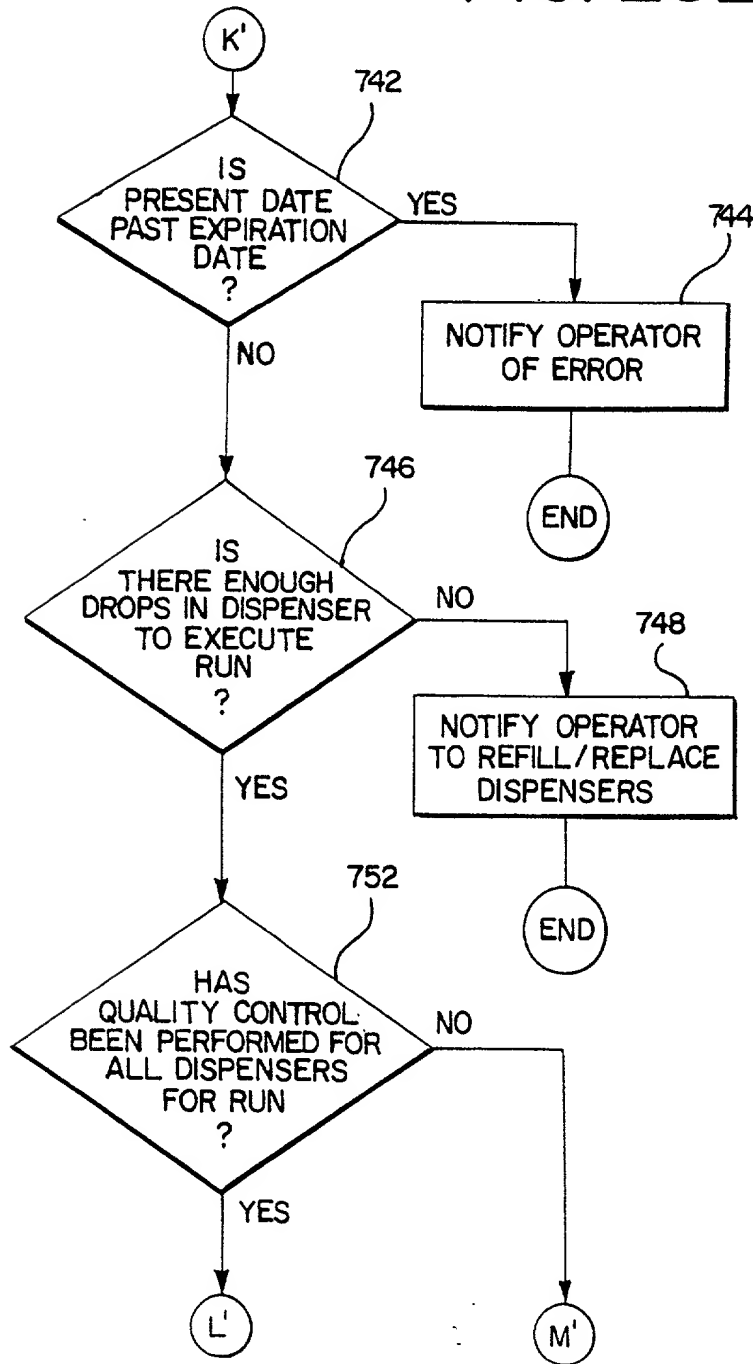 K'
742
IS
PRESENT DATE
PAST EXPIRATION
DATE
?
YES
744
NOTIFY OPERATOR
OF ERROR
NO
END
746
IS
THERE ENOUGH
DROPS IN DISPENSER
TO EXECUTE
RUN
?
NO
748
NOTIFY OPERATOR
TO REFILL/REPLACE
DISPENSERS
YES
END
752
HAS
QUALITY CONTROL
BEEN PERFORMED FOR
ALL DISPENSERS
FOR RUN
?
NO
YES
L'
M'